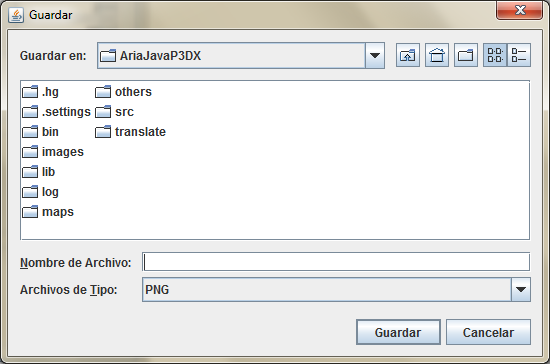 Guardar
Guardar en: AriaJavaP3DX
.hg others
.settings src
bin translate
images
lib
log
maps
Nombre de Archivo:
Archivos de Tipo: PNG
Guardar Cancelar